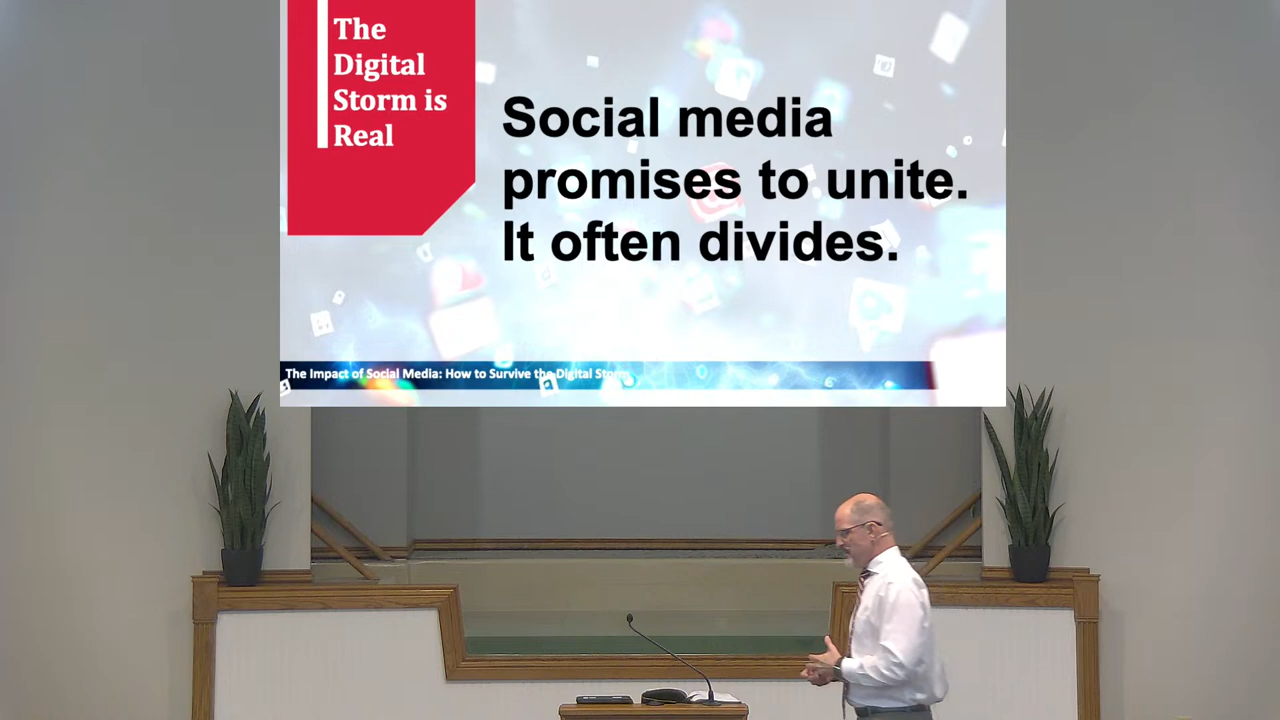 The
Digital
Storm is
Real
Social media
promises to unite.
It often divides.
The Impact of Social Media: How to Survive the Digital Storm